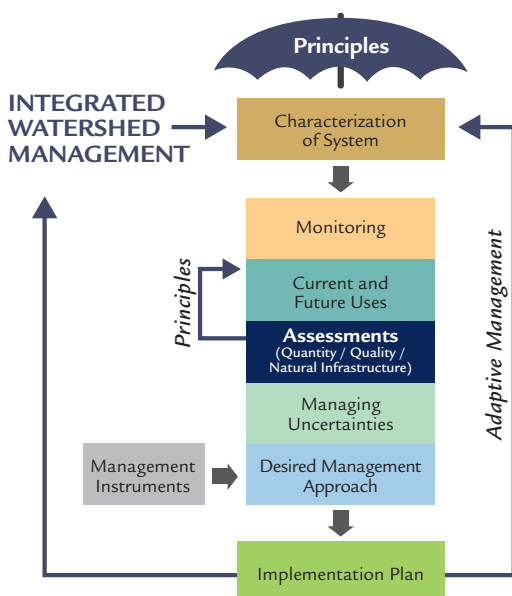 Principles
INTEGRATED
WATERSHED
MANAGEMENT
Characterization
of System
Monitoring
Principles
Current and
Future Uses
Assessments
(Quantity / Quality /
Natural Infrastructure)
Adaptive Management
Managing
Uncertainties
Management
Instruments
Desired Management
Approach
Implementation Plan